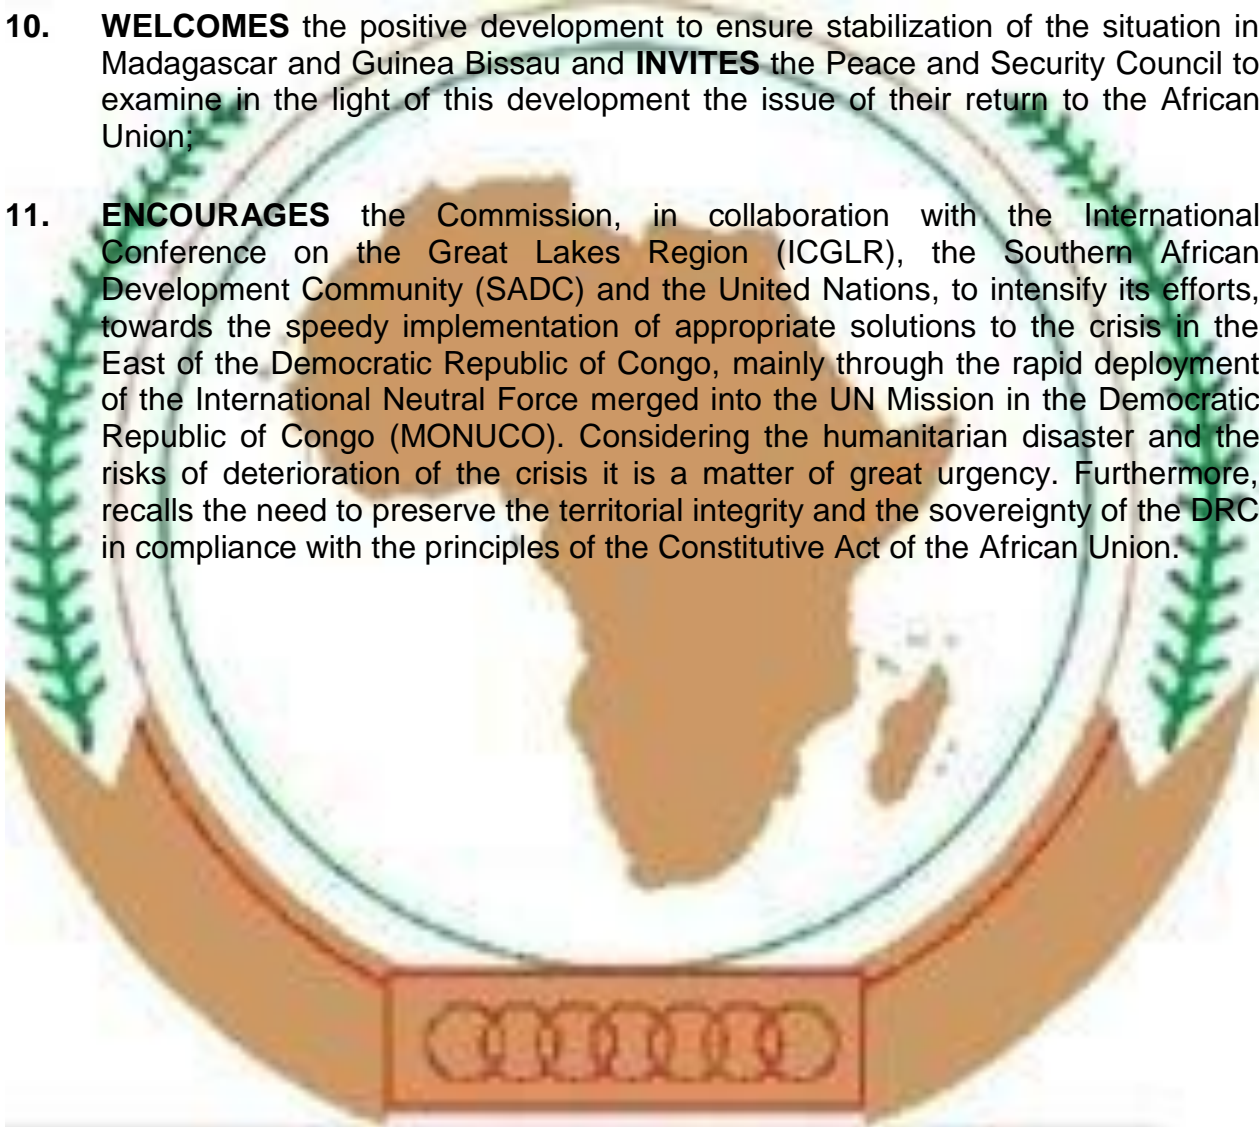 10. WELCOMES the positive development to ensure stabilization of the situation in
Madagascar and Guinea Bissau and INVITES the Peace and Security Council to
examine in the light of this development the issue of their return to the African
Union;
11. ENCOURAGES the Commission, in collaboration with the International
Conference on the Great Lakes Region (ICGLR), the Southern African
Development Community (SADC) and the United Nations, to intensify its efforts,
towards the speedy implementation of appropriate solutions to the crisis in the
East of the Democratic Republic of Congo, mainly through the rapid deployment
of the International Neutral Force merged into the UN Mission in the Democratic
Republic of Congo (MONUCO). Considering the humanitarian disaster and the
risks of deterioration of the crisis it is a matter of great urgency. Furthermore,
recalls the need to preserve the territorial integrity and the sovereignty of the DRC
in compliance with the principles of the Constitutive Act of the African Union.